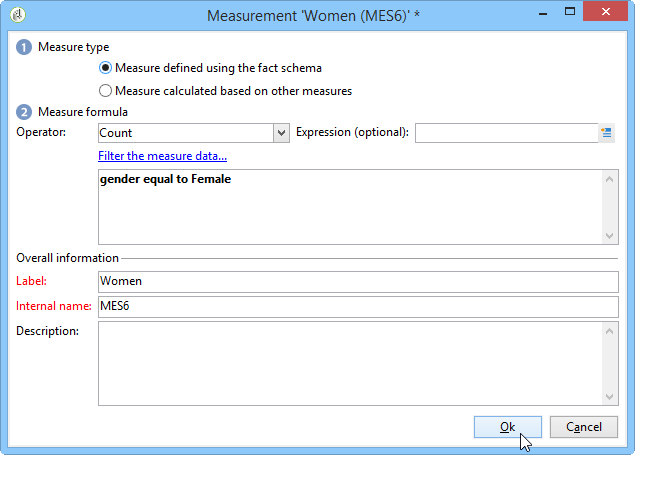 Measurement 'Women (MES6)' *
1 Measure type
Measure defined using the fact schema
Measure calculated based on other measures
2 Measure formula
Operator: Count Expression (optional):
Filter the measure data...
gender equal to Female
Overall information
Label: Women
Internal name: MES6
Description:
Ok Cancel